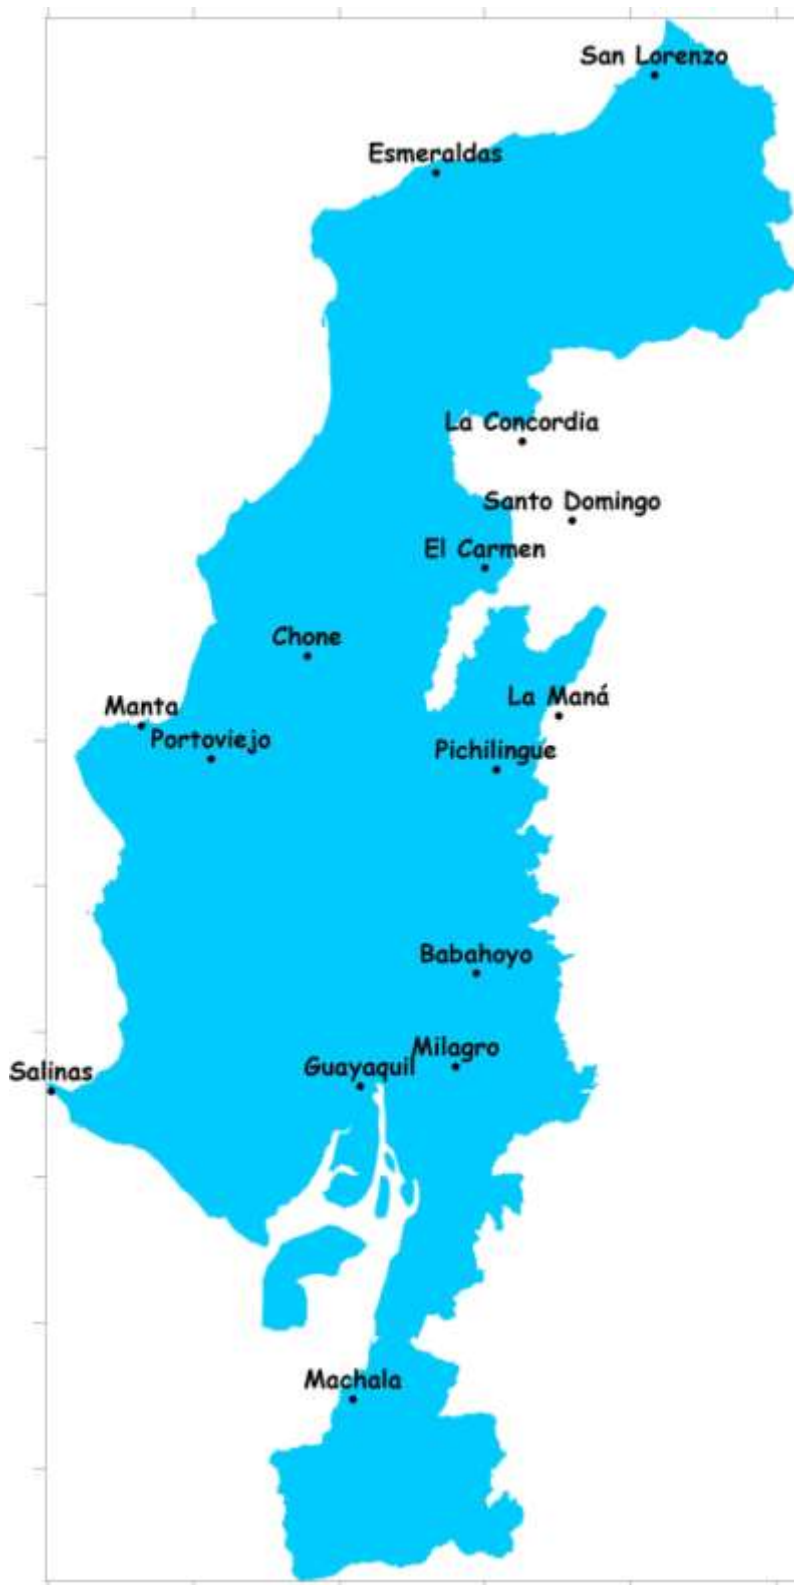 San Lorenzo
Esmeraldas
La Concordia
Santo Domingo
El Carmen
Chone
La Maná
Manta
Portoviejo
Pichilingue
Babahoyo
Milagro
Guayaquil
Salinas
Machala